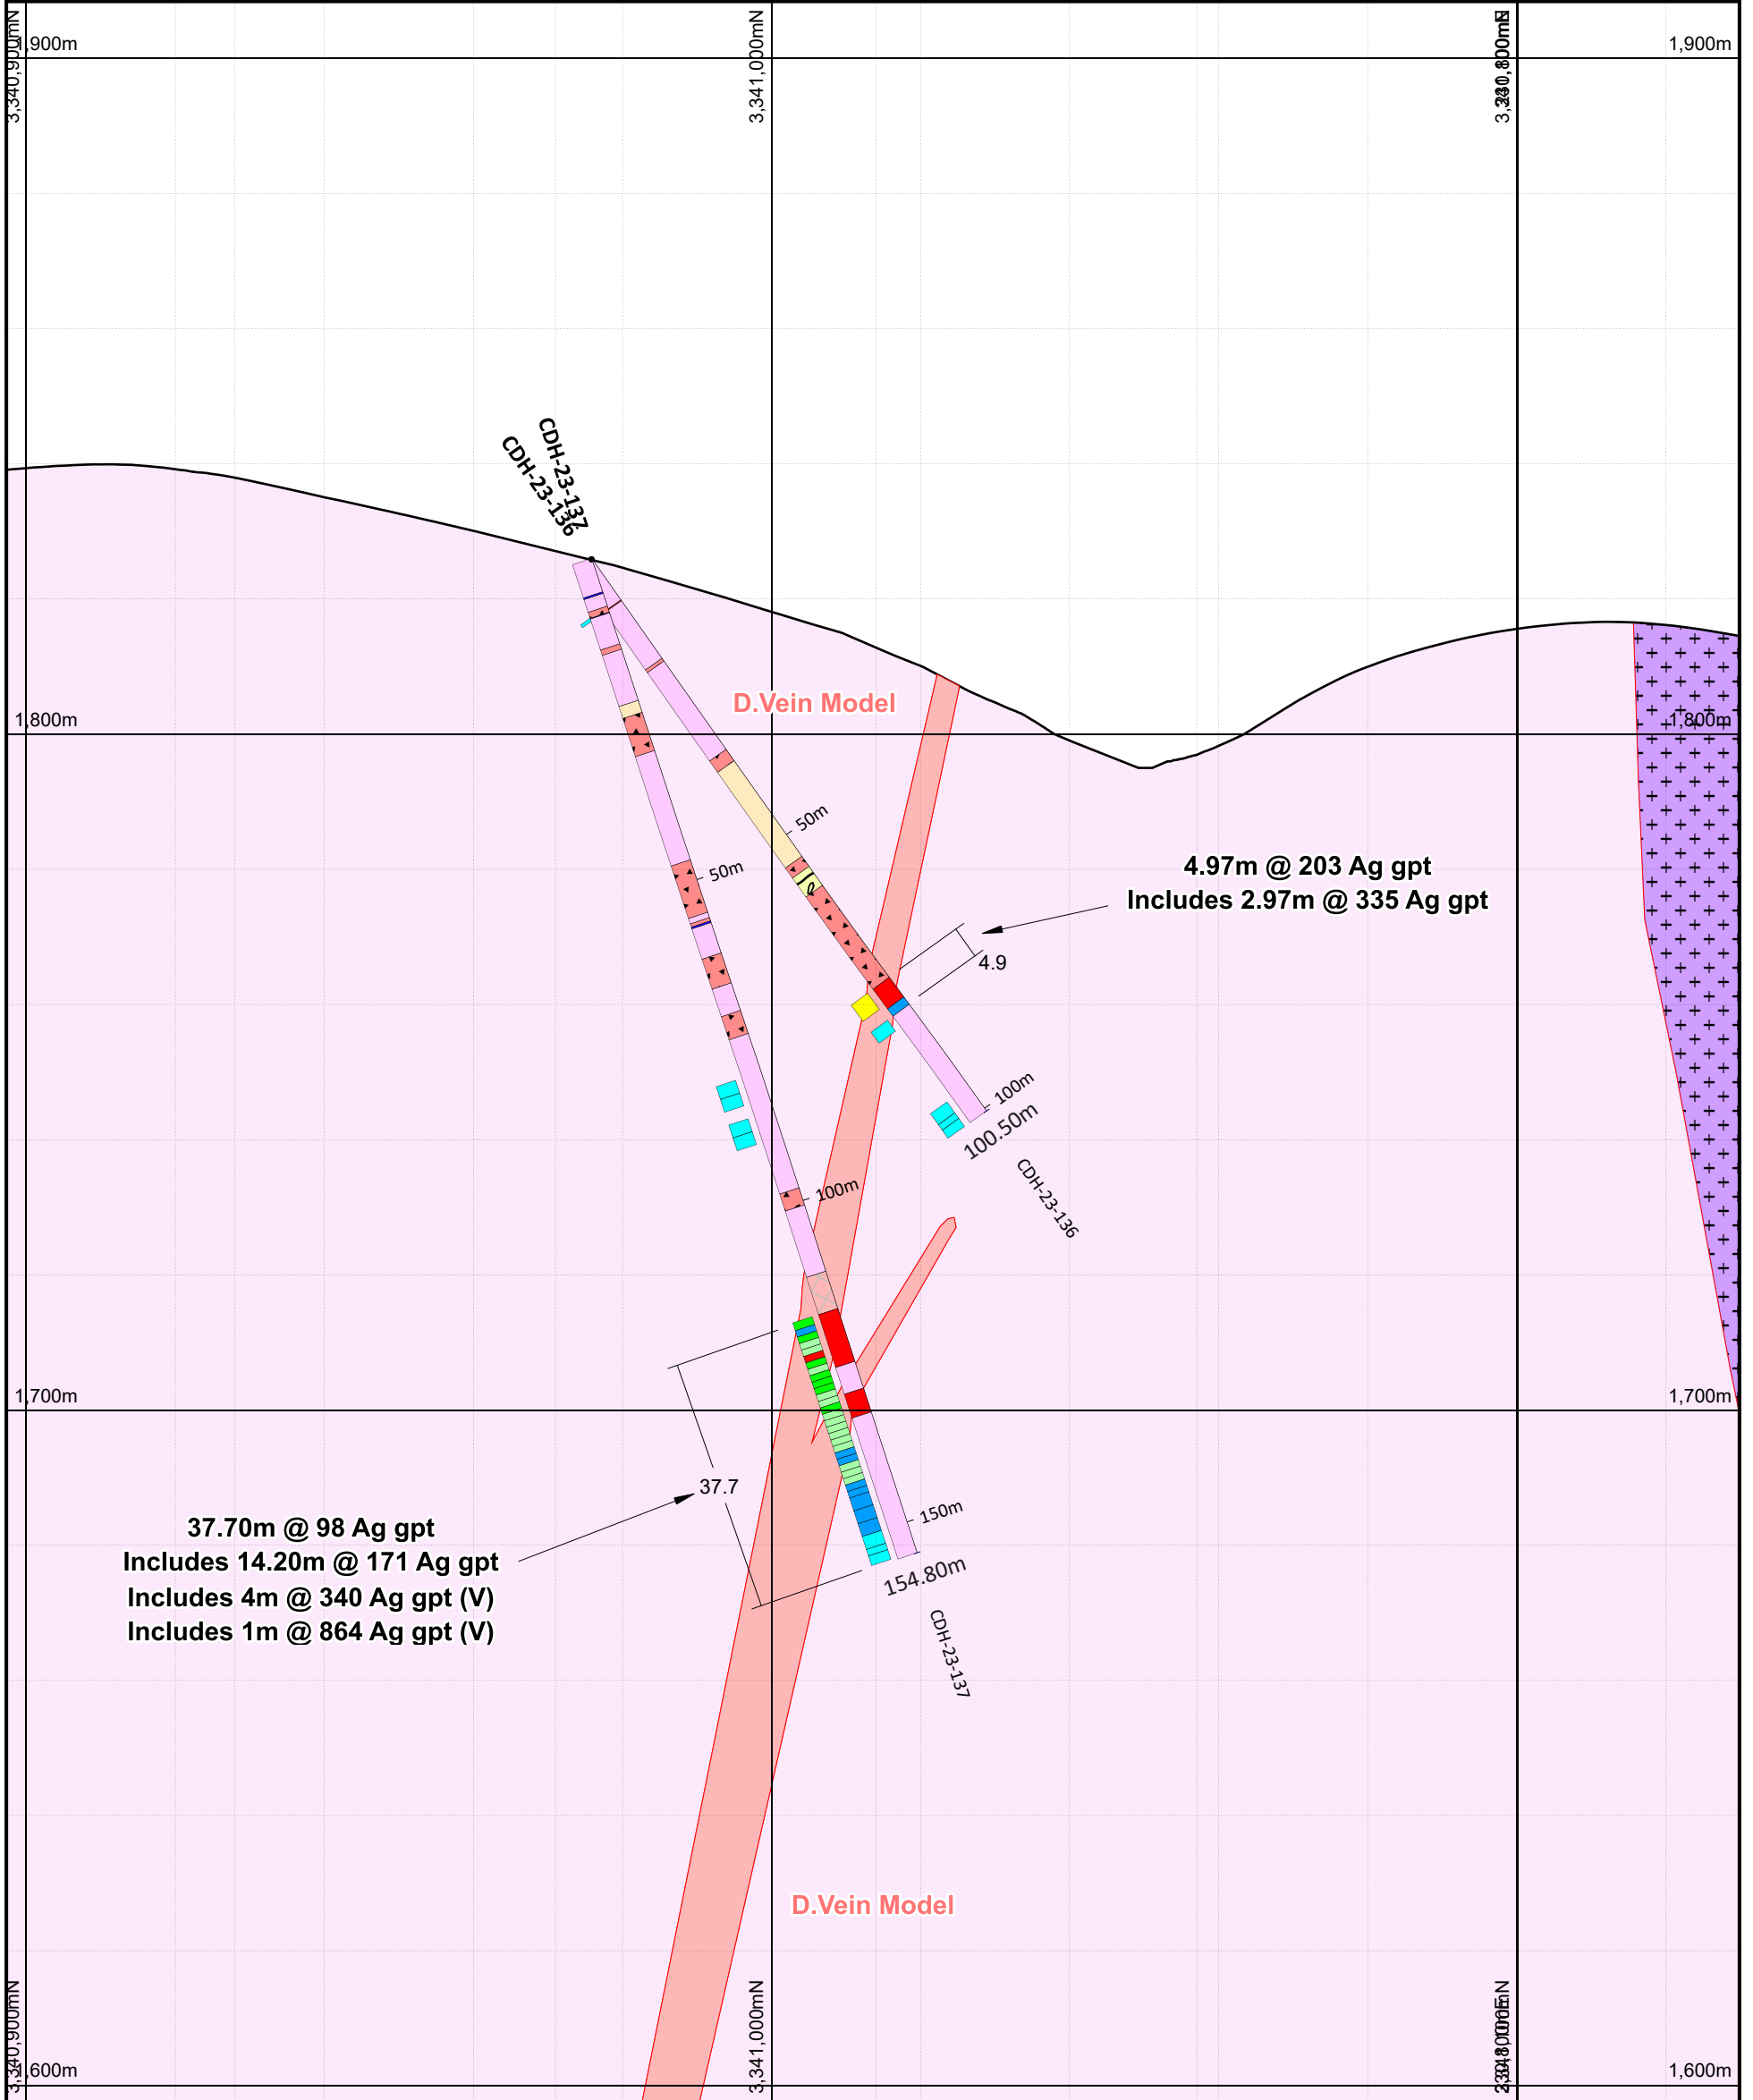 3,340,900mN
3,341,000mN
1,900m
1,900m
CDH-23-137
CDH-23-136
D.Vein Model
1,800m
1,800m
50m
50m
4.97m @ 203 Ag gpt
Includes 2.97m @ 335 Ag gpt
4.9
100m
100.50m
CDH-23-136
100m
1,700m
1,700m
37.7
150m
154.80m
CDH-23-137
37.70m @ 98 Ag gpt
Includes 14.20m @ 171 Ag gpt
Includes 4m @ 340 Ag gpt (V)
Includes 1m @ 864 Ag gpt (V)
D.Vein Model
3,340,900mN
3,341,000mN
1,600m
1,600m